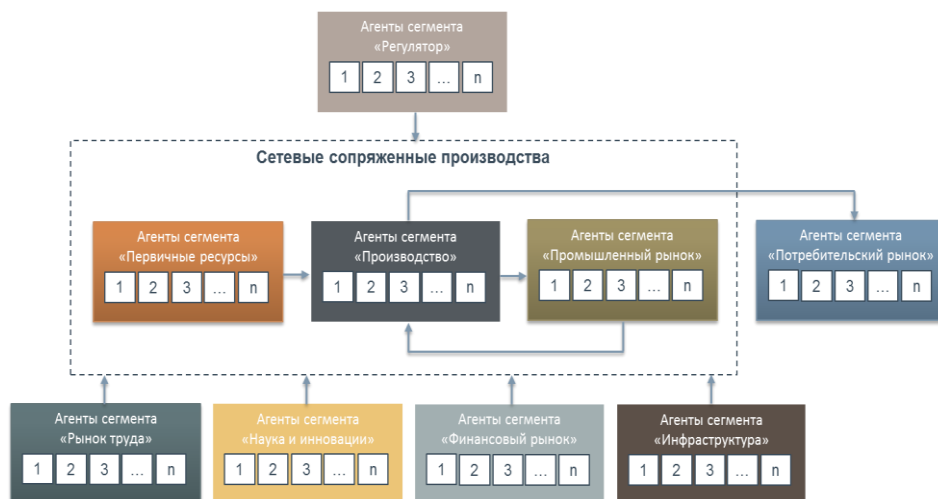 Агенты сегмента
«Регулятор»
1 2 3 ... n
Сетевые сопряженные производства
Агенты сегмента
«Первичные ресурсы»
1 2 3 ... n
Агенты сегмента
«Производство»
1 2 3 ... n
Агенты сегмента
«Промышленный рынок»
1 2 3 ... n
Агенты сегмента
«Потребительский рынок»
1 2 3 ... n
Агенты сегмента
«Рынок труда»
1 2 3 ... n
Агенты сегмента
«Наука и инновации»
1 2 3 ... n
Агенты сегмента
«Финансовый рынок»
1 2 3 ... n
Агенты сегмента
«Инфраструктура»
1 2 3 ... n